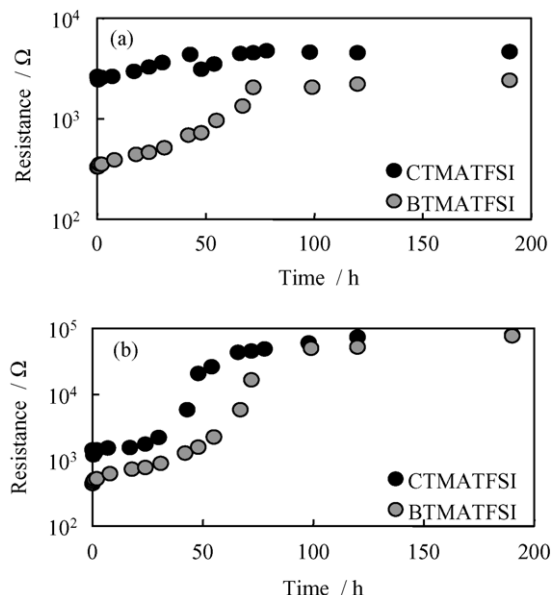 (a)
10^4
10^3
10^2
Resistance / Ω
CTMATFSI
BTMATFSI
0 50 100 150 200
Time / h
(b)
10^5
10^4
10^3
10^2
Resistance / Ω
CTMATFSI
BTMATFSI
0 50 100 150 200
Time / h